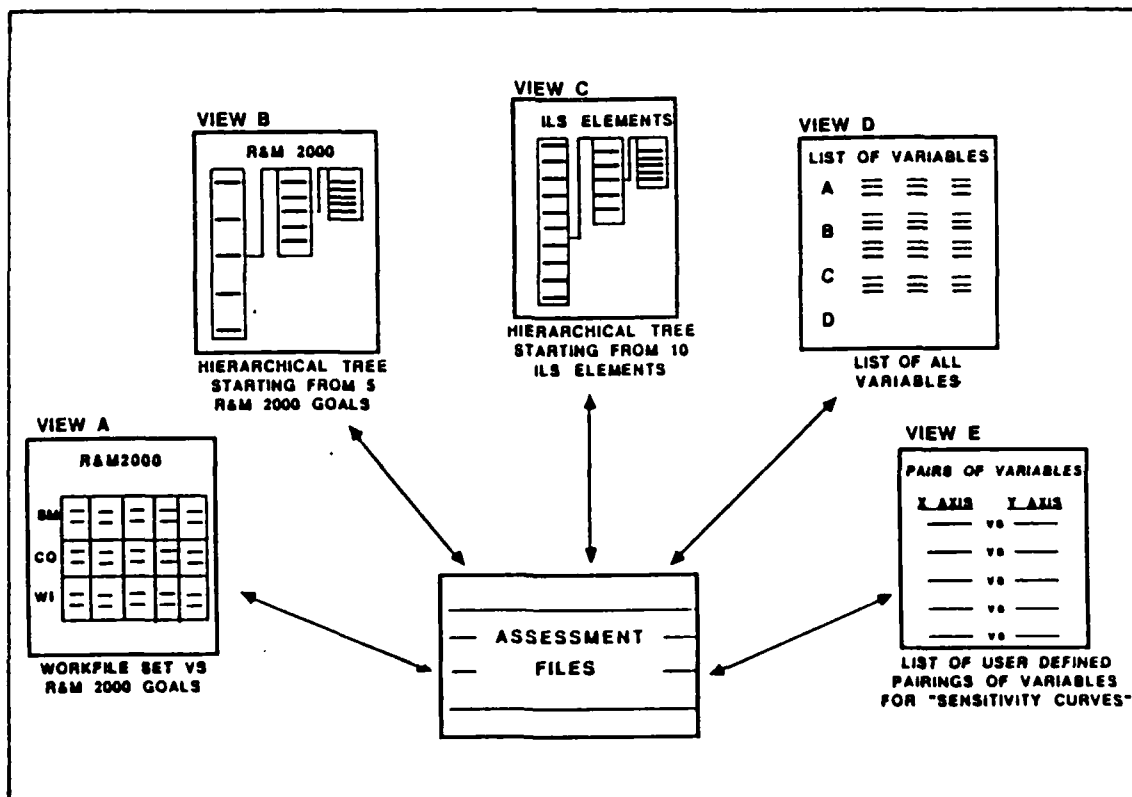 VIEW C
ILS ELEMENTS
HIERARCHICAL TREE
STARTING FROM 10
ILS ELEMENTS
VIEW B
R&M 2000
HIERARCHICAL TREE
STARTING FROM 5
R&M 2000 GOALS
VIEW D
LIST OF VARIABLES
A
B
C
D
LIST OF ALL
VARIABLES
VIEW A
R&M2000
SM
CO
WI
WORKFILE SET VS
R&M 2000 GOALS
VIEW E
PAIRS OF VARIABLES
X AXIS Y AXIS
vs
vs
vs
vs
vs
LIST OF USER DEFINED
PAIRINGS OF VARIABLES
FOR "SENSITIVITY CURVES"
ASSESSMENT
FILES